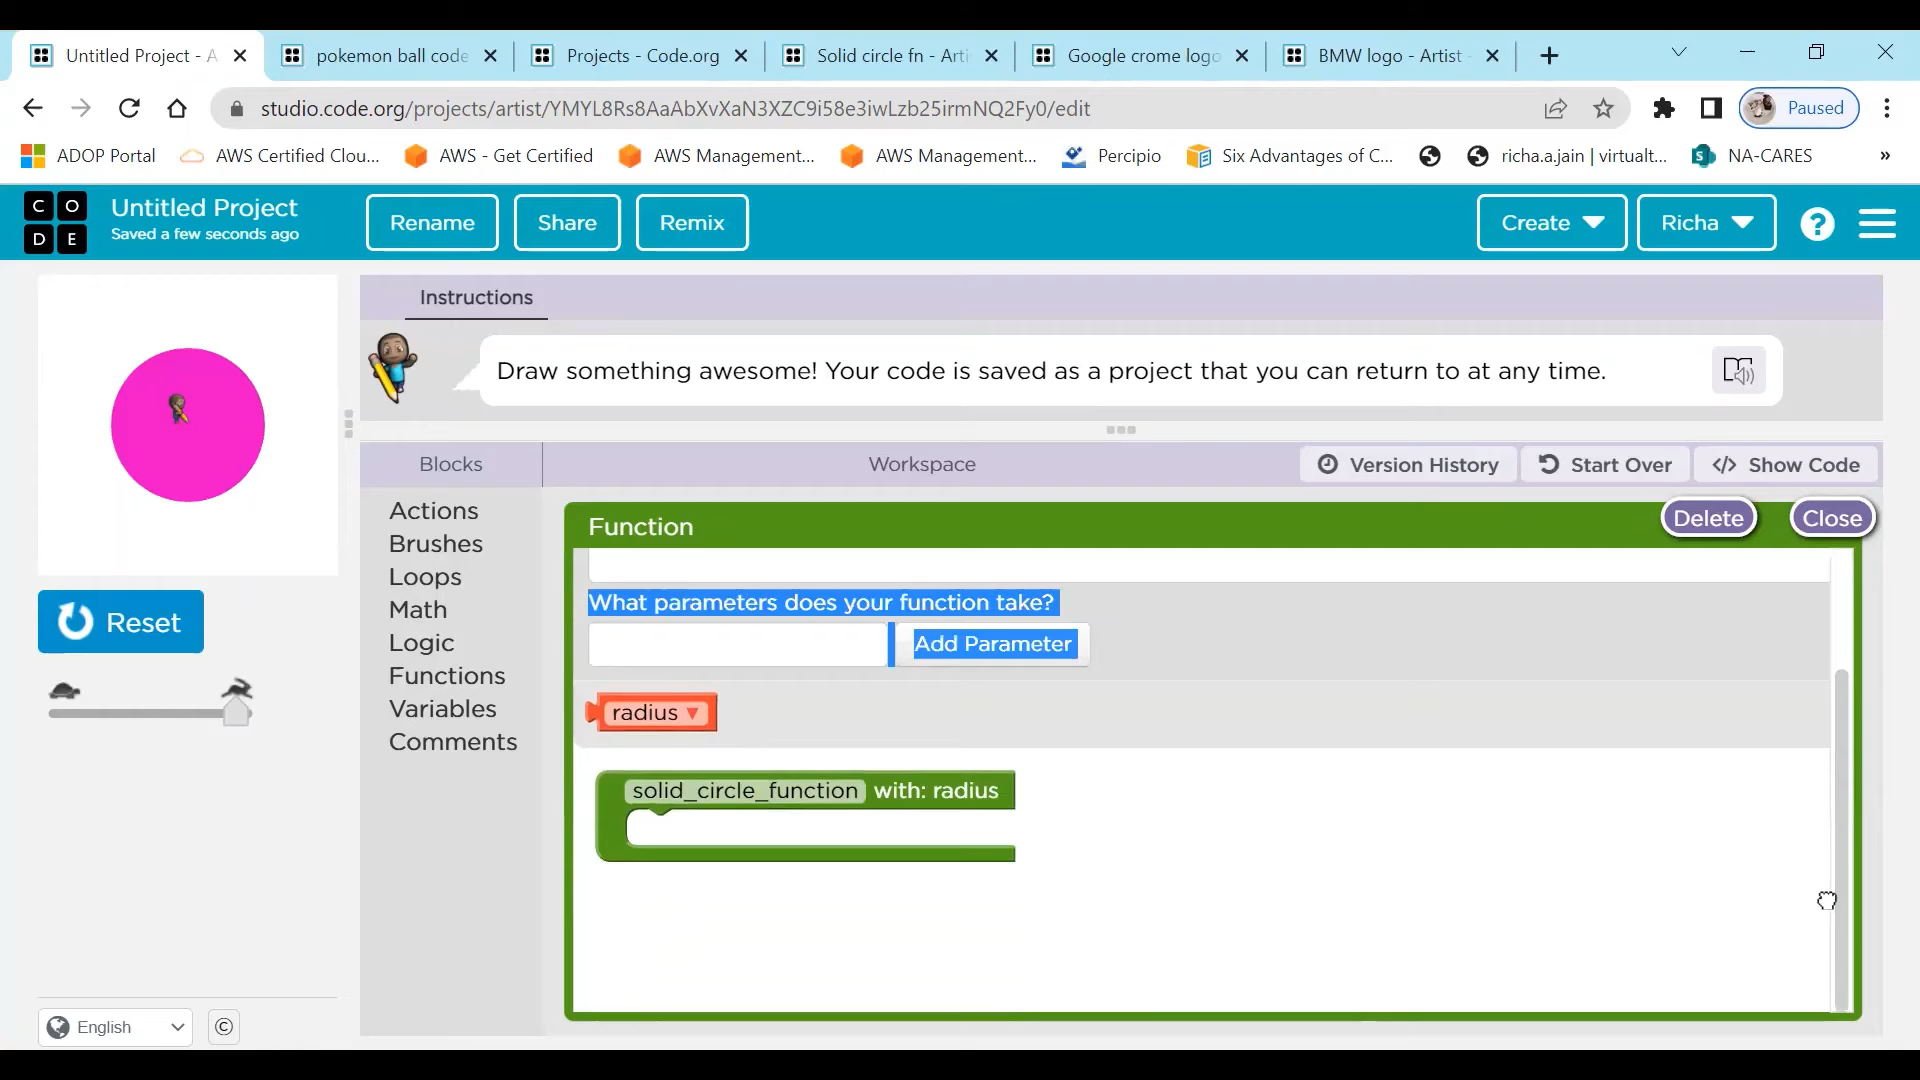 Untitled Project - A
pokemon ball code
Projects - Code.org
Solid circle fn - Arti
Google crome logo
BMW logo - Artist -
studio.code.org/projects/artist/YMYL8Rs8AaAbXvXaN3XZC9i58e3iwLzb25irmNQ2Fy0/edit
Paused
ADOP Portal
AWS Certified Clou...
AWS - Get Certified
AWS Management...
AWS Management...
Percipio
Six Advantages of C...
richa.a.jain | virtualt...
NA-CARES
»
C O
D E
Untitled Project
Saved a few seconds ago
Rename
Share
Remix
Create
Richa
?
Instructions
Draw something awesome! Your code is saved as a project that you can return to at any time.
Blocks
Workspace
Version History
Start Over
</> Show Code
Actions
Brushes
Loops
Math
Logic
Functions
Variables
Comments
Function
Delete
Close
What parameters does your function take?
Add Parameter
radius
solid_circle_function with: radius
Reset
English
©